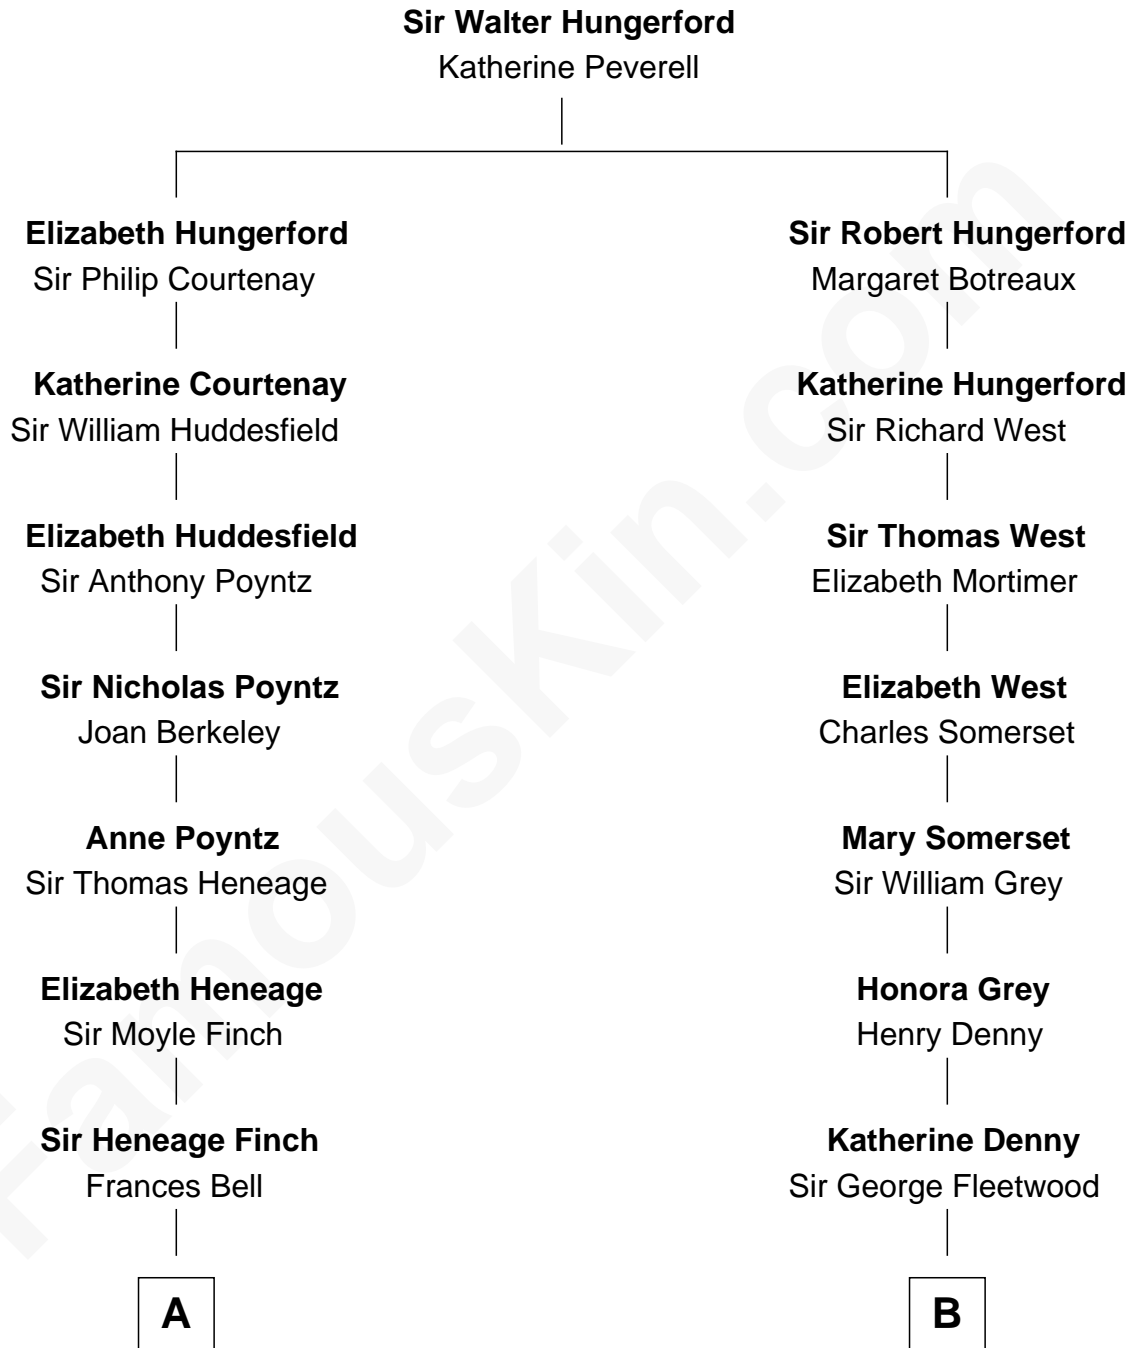 Sir Walter Hungerford
Katherine Peverell
Elizabeth Hungerford
Sir Philip Courtenay
Sir Robert Hungerford
Margaret Botreaux
Katherine Courtenay
Sir William Huddesfield
Katherine Hungerford
Sir Richard West
Elizabeth Huddesfield
Sir Anthony Poyntz
Sir Thomas West
Elizabeth Mortimer
Sir Nicholas Poyntz
Joan Berkeley
Elizabeth West
Charles Somerset
Anne Poyntz
Sir Thomas Heneage
Mary Somerset
Sir William Grey
Elizabeth Heneage
Sir Moyle Finch
Honora Grey
Henry Denny
Sir Heneage Finch
Frances Bell
Katherine Denny
Sir George Fleetwood
A
B
FamousKin.com